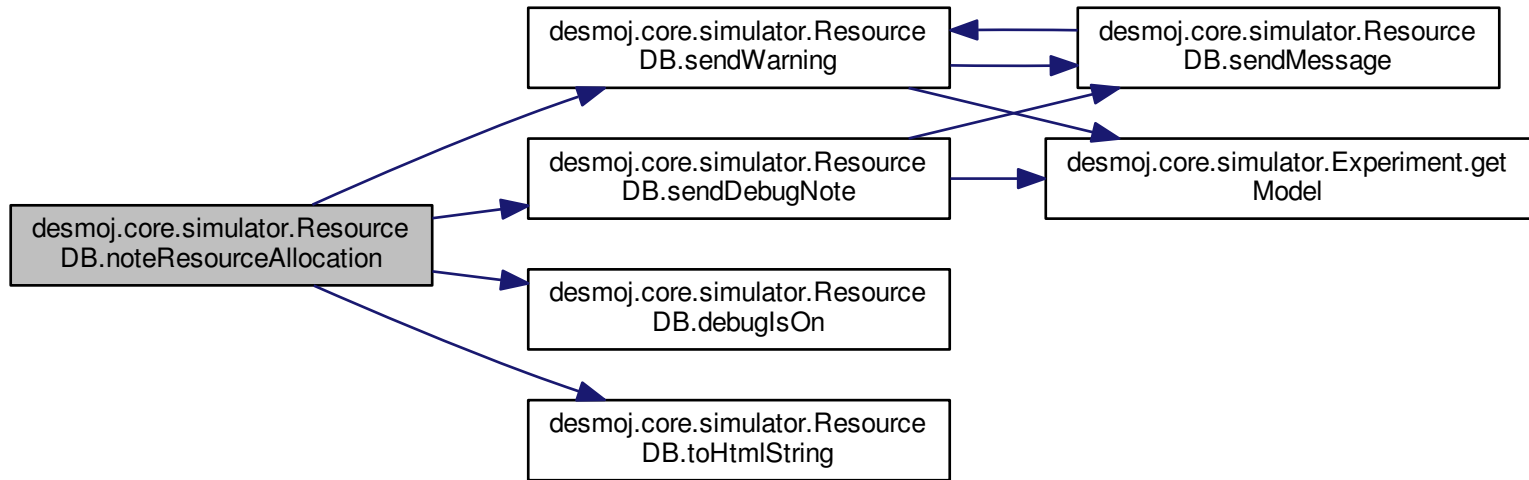 desmoj.core.simulator.Resource
DB.noteResourceAllocation
desmoj.core.simulator.Resource
DB.sendWarning
desmoj.core.simulator.Resource
DB.sendMessage
desmoj.core.simulator.Resource
DB.sendDebugNote
desmoj.core.simulator.Experiment.get
Model
desmoj.core.simulator.Resource
DB.debugIsOn
desmoj.core.simulator.Resource
DB.toHtmlString